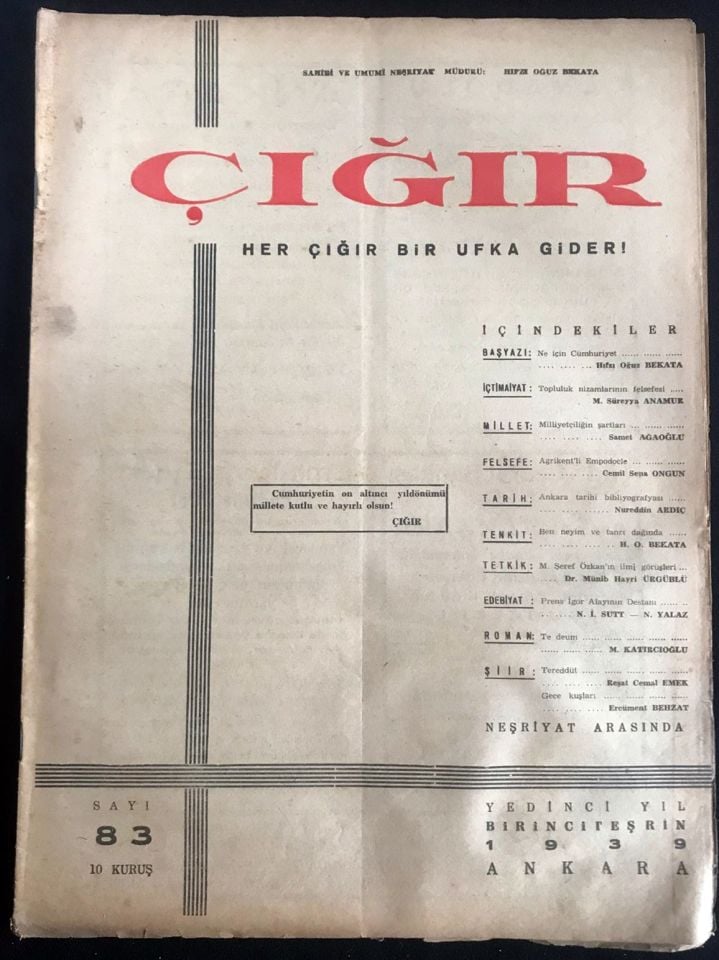 SAHİBİ VE UMUMİ NEŞRİYAT MÜDÜRÜ: HIFZI OĞUZ BEKATA
ÇIĞIR
HER ÇIĞIR BİR UFKA GİDER!
İÇİNDEKİLER
BAŞYAZI: Ne için Cümhuriyet ...... ...... ......
.... .... ... Hıfzı Oğuz BEKATA
İÇTİMAİYAT: Topluluk nizamlarının felsefesi ....
M. Süreyya ANAMUR
MİLLET: Milliyetçiliğin şartları ... ...... ......
.... .... .... Samet AĞAOĞLU
FELSEFE: Agrikent'li Empodocle ... ...... ......
.... .... .... Cemil Sena ONGUN
TARİH: Ankara tarihi bibliyografyası ......
.... .... ...... Nureddin ARDIÇ
TENKİT: Ben neyim ve tanrı dağında ......
.... .... .... .... H. O. BEKATA
TETKİK: M. Şeref Özkan'ın ilmi görüşleri ...
.... Dr. Münib Hayri ÜRGÜBLÜ
EDEBİYAT: Prens İgor Alayının Destanı ...... ..
.... .... N. İ. SUTT — N. YALAZ
ROMAN: Te deum ...... ...... ...... ...... ......
...... ...... ...... M. KATIRCIOĞLU
ŞİİR: Tereddüt ...... ...... ...... ...... ......
.... .... .... Reşat Cemal EMEK
Gece kuşları ...... ...... ...... ......
.... .... .... Ercüment BEHZAT
NEŞRİYAT ARASINDA
Cumhuriyetin on altıncı yıldönümü
millete kutlu ve hayırlı olsun!
ÇIĞIR
SAYI
83
10 KURUŞ
YEDİNCİ YIL
BİRİNCİTEŞRİN
1939
ANKARA